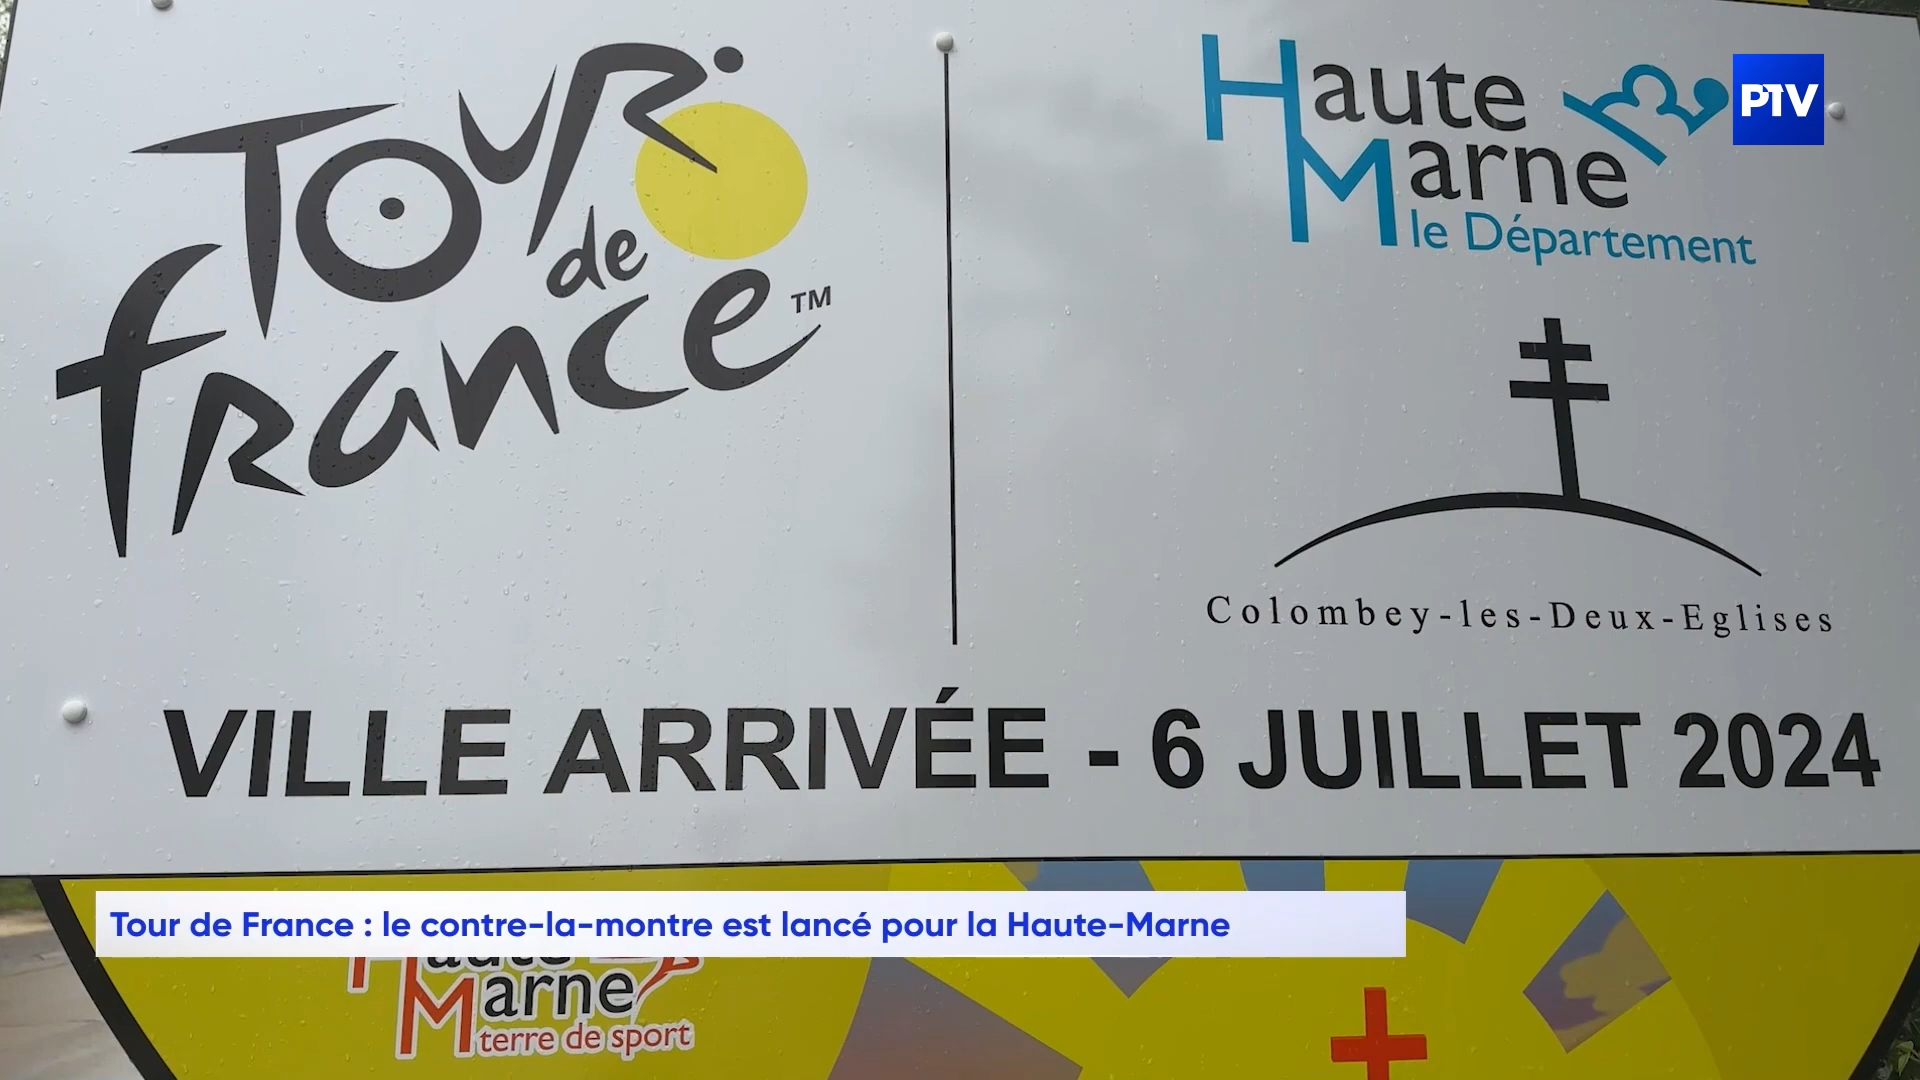 TOUR
de
france™
Haute
Marne
le Département
PTV
Colombey-les-Deux-Eglises
VILLE ARRIVÉE - 6 JUILLET 2024
Tour de France : le contre-la-montre est lancé pour la Haute-Marne
Haute
Marne
terre de sport